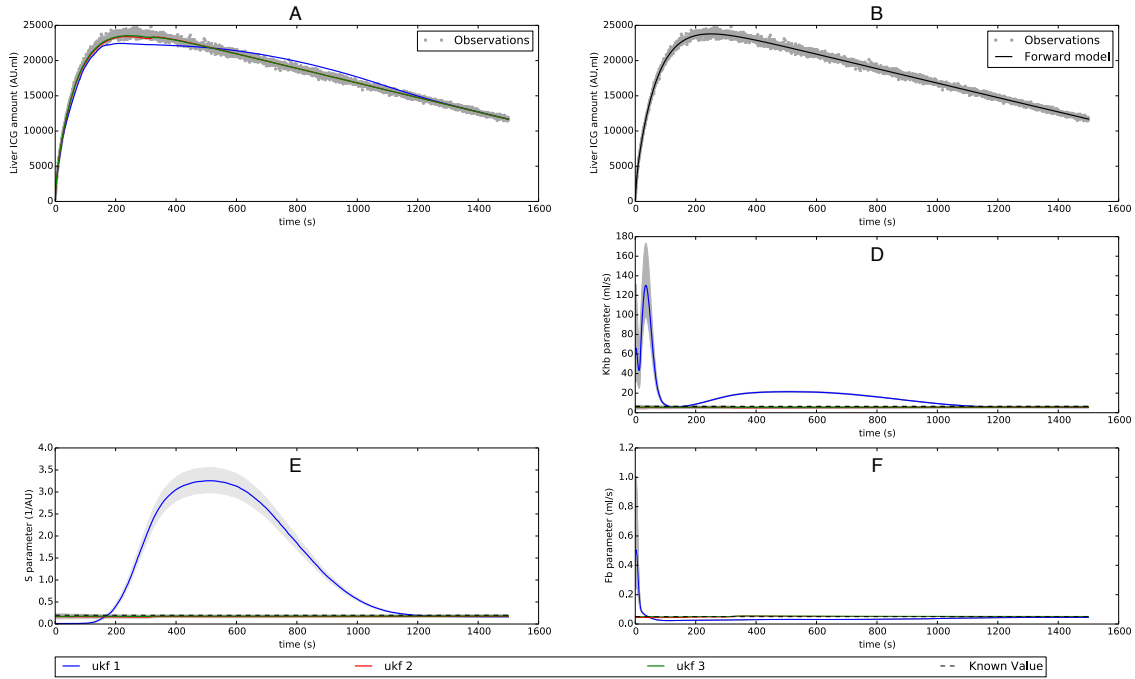 A
25000
20000
15000
10000
5000
0
Liver ICG amount (AU.ml)
Observations
0 200 400 600 800 1000 1200 1400 1600
time (s)
B
25000
20000
15000
10000
5000
0
Liver ICG amount (AU.ml)
Observations
Forward model
0 200 400 600 800 1000 1200 1400 1600
time (s)
D
180
160
140
120
100
80
60
40
20
0
Khb parameter (ml/s)
0 200 400 600 800 1000 1200 1400 1600
time (s)
E
4.0
3.5
3.0
2.5
2.0
1.5
1.0
0.5
0.0
S parameter (1/AU)
0 200 400 600 800 1000 1200 1400 1600
time (s)
F
1.2
1.0
0.8
0.6
0.4
0.2
0.0
Fb parameter (ml/s)
0 200 400 600 800 1000 1200 1400 1600
time (s)
ukf 1 ukf 2 ukf 3 Known Value